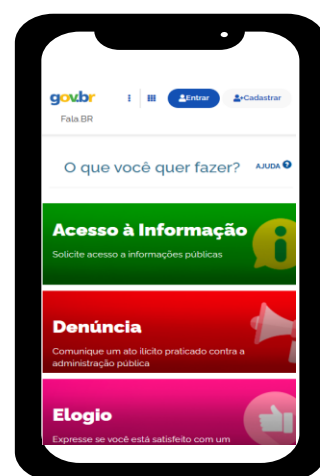 gov.br
Entrar
Cadastrar
Fala.BR
O que você quer fazer?
AJUDA
Acesso à Informação
Solicite acesso a informações públicas
Denúncia
Comunique um ato ilícito praticado contra a
administração pública
Elogio
Expresse se você está satisfeito com um